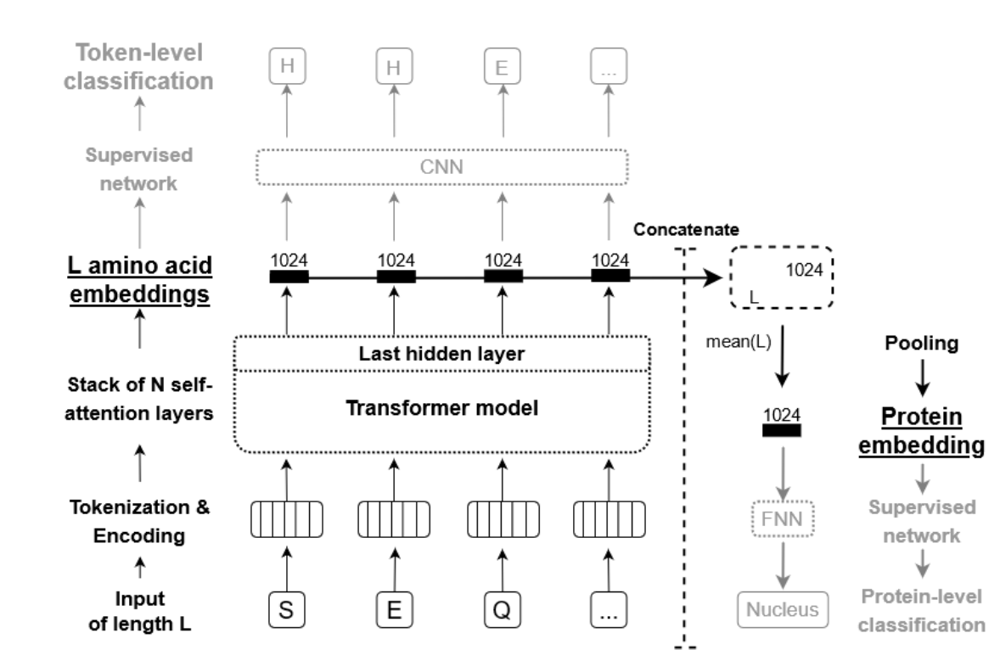 Token-level
classification
H H E ...
Supervised
network
CNN
Concatenate
L amino acid
embeddings
1024 1024 1024 1024
1024
L
mean(L)
Pooling
Last hidden layer
Stack of N self-
attention layers
Transformer model
1024
Protein
embedding
Tokenization &
Encoding
FNN
Supervised
network
Input
of length L
S E Q ...
Nucleus
Protein-level
classification